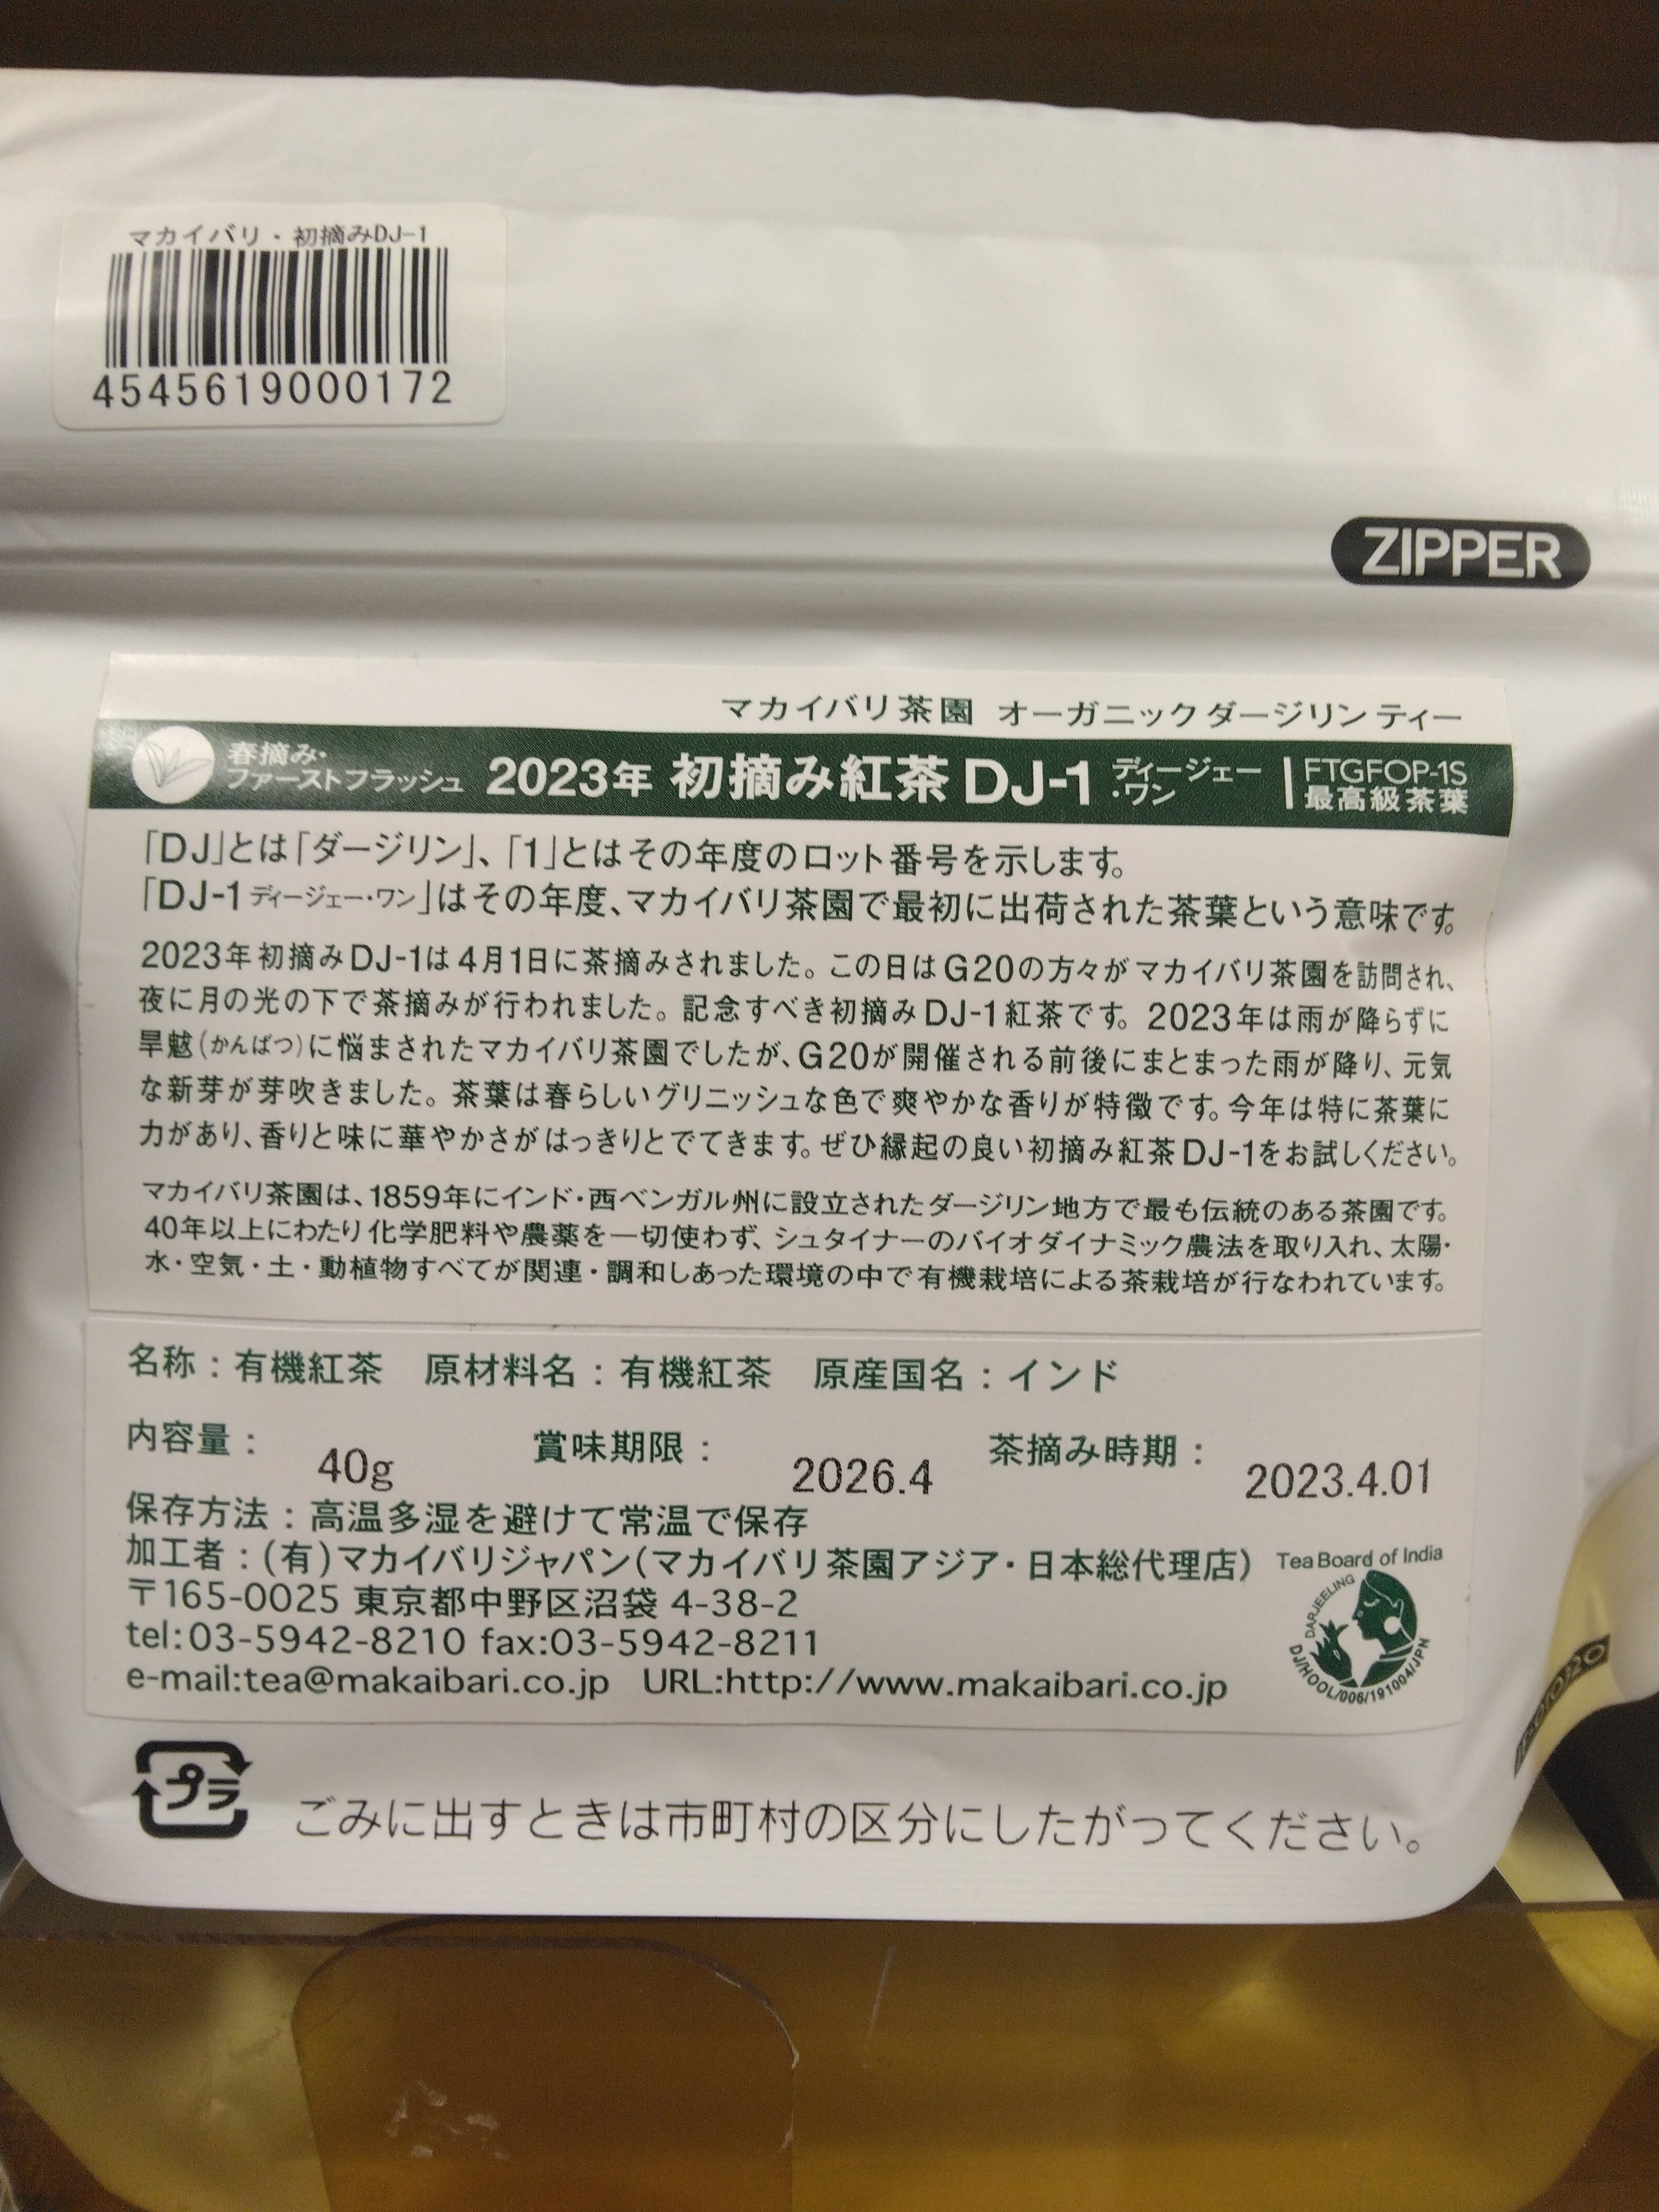 マカイバリ・初摘みDJ-1
4545619000172
ZIPPER
マカイバリ茶園 オーガニックダージリン ティー
春摘み・
ファーストフラッシュ 2023年 初摘み紅茶 DJ-1 ディージェー・ワン FTGFOP-1S 最高級茶葉
「DJ」とは「ダージリン」、「1」とはその年度のロット番号を示します。
「DJ-1 ディージェー・ワン」はその年度、マカイバリ茶園で最初に出荷された茶葉という意味です。
2023年初摘みDJ-1は4月1日に茶摘みされました。この日はG20の方々がマカイバリ茶園を訪問され、
夜に月の光の下で茶摘みが行われました。記念すべき初摘みDJ-1紅茶です。2023年は雨が降らずに
旱魃(かんばつ)に悩まされたマカイバリ茶園でしたが、G20が開催される前後にまとまった雨が降り、元気
な新芽が芽吹きました。茶葉は春らしいグリニッシュな色で爽やかな香りが特徴です。今年は特に茶葉に
力があり、香りと味に華やかさがはっきりとでてきます。ぜひ縁起の良い初摘み紅茶DJ-1をお試しください。
マカイバリ茶園は、1859年にインド・西ベンガル州に設立されたダージリン地方で最も伝統のある茶園です。
40年以上にわたり化学肥料や農薬を一切使わず、シュタイナーのバイオダイナミック農法を取り入れ、太陽・
水・空気・土・動植物すべてが関連・調和しあった環境の中で有機栽培による茶栽培が行なわれています。
名称：有機紅茶 原材料名：有機紅茶 原産国名：インド
内容量： 40g 賞味期限： 2026.4 茶摘み時期： 2023.4.01
保存方法：高温多湿を避けて常温で保存
加工者：(有)マカイバリジャパン(マカイバリ茶園アジア・日本総代理店)
〒165-0025 東京都中野区沼袋 4-38-2
tel:03-5942-8210 fax:03-5942-8211
e-mail:tea@makaibari.co.jp URL:http://www.makaibari.co.jp
Tea Board of India
DARJEELING
DJ/HOOL/006/191004/JPN
プラ
ごみに出すときは市町村の区分にしたがってください。